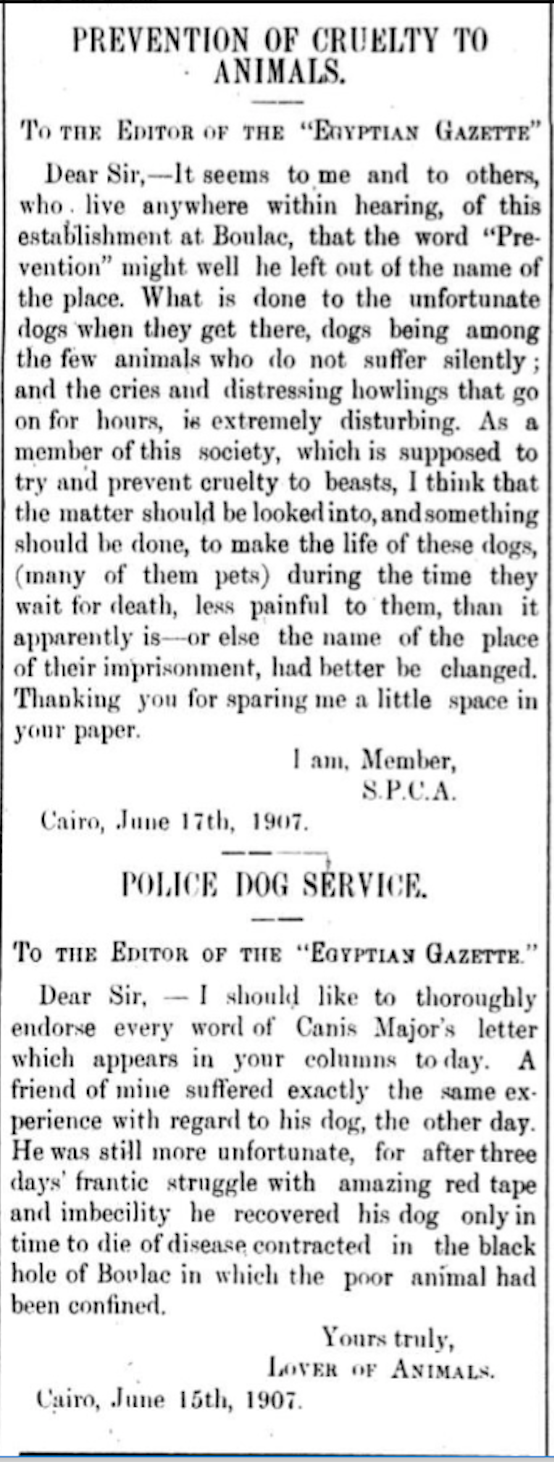 PREVENTION OF CRUELTY TO
ANIMALS.
To the Editor of the "Egyptian Gazette"
Dear Sir,—It seems to me and to others,
who live anywhere within hearing, of this
establishment at Boulac, that the word "Pre-
vention" might well he left out of the name of
the place. What is done to the unfortunate
dogs when they get there, dogs being among
the few animals who do not suffer silently;
and the cries and distressing howlings that go
on for hours, is extremely disturbing. As a
member of this society, which is supposed to
try and prevent cruelty to beasts, I think that
the matter should be looked into, and something
should be done, to make the life of these dogs,
(many of them pets) during the time they
wait for death, less painful to them, than it
apparently is—or else the name of the place
of their imprisonment, had better be changed.
Thanking you for sparing me a little space in
your paper.
I am, Member,
S.P.C.A.
Cairo, June 17th, 1907.
POLICE DOG SERVICE.
To the Editor of the "Egyptian Gazette."
Dear Sir, — I should like to thoroughly
endorse every word of Canis Major's letter
which appears in your columns to day. A
friend of mine suffered exactly the same ex-
perience with regard to his dog, the other day.
He was still more unfortunate, for after three
days' frantic struggle with amazing red tape
and imbecility he recovered his dog only in
time to die of disease contracted in the black
hole of Boulac in which the poor animal had
been confined.
Yours truly,
Lover of Animals.
Cairo, June 15th, 1907.